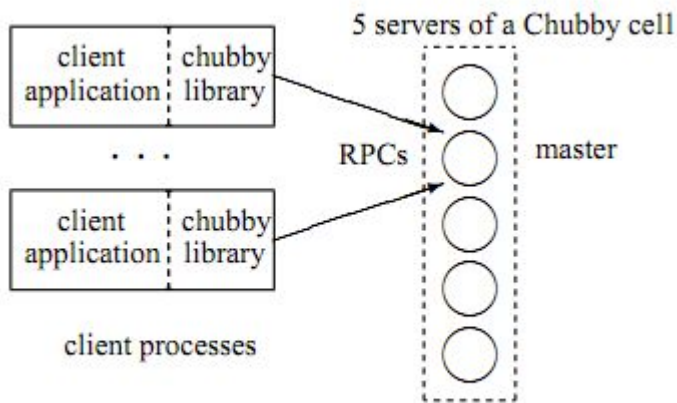 5 servers of a Chubby cell
client application
chubby library
. . .
RPCs
master
client application
chubby library
client processes